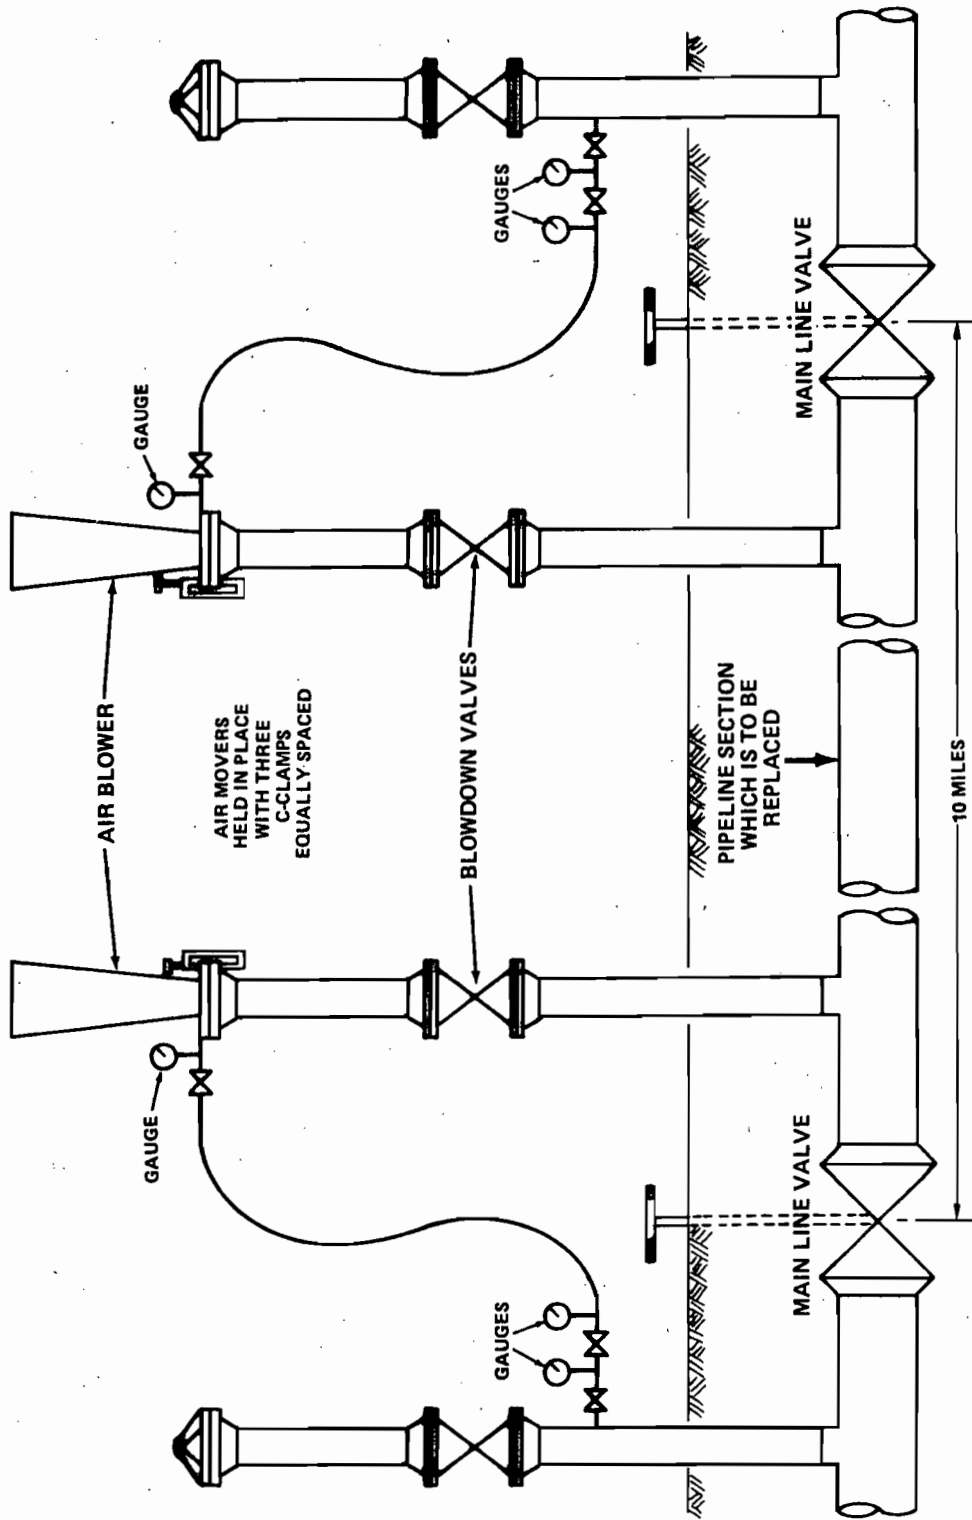 GAUGE
AIR BLOWER
GAUGE
AIR MOVERS
HELD IN PLACE
WITH THREE
C-CLAMPS
EQUALLY SPACED
GAUGES
BLOWDOWN VALVES
GAUGES
MAIN LINE VALVE
PIPELINE SECTION
WHICH IS TO BE
REPLACED
MAIN LINE VALVE
10 MILES